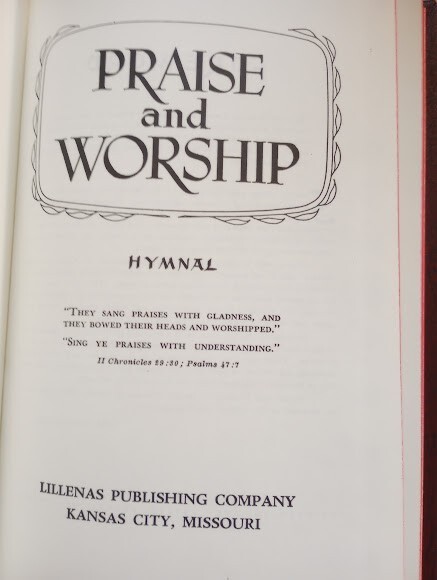 PRAISE
and
WORSHIP
HYMNAL
"THEY SANG PRAISES WITH GLADNESS, AND
THEY BOWED THEIR HEADS AND WORSHIPPED."
"SING YE PRAISES WITH UNDERSTANDING."
II Chronicles 29:30; Psalms 47:7
LILLENAS PUBLISHING COMPANY
KANSAS CITY, MISSOURI